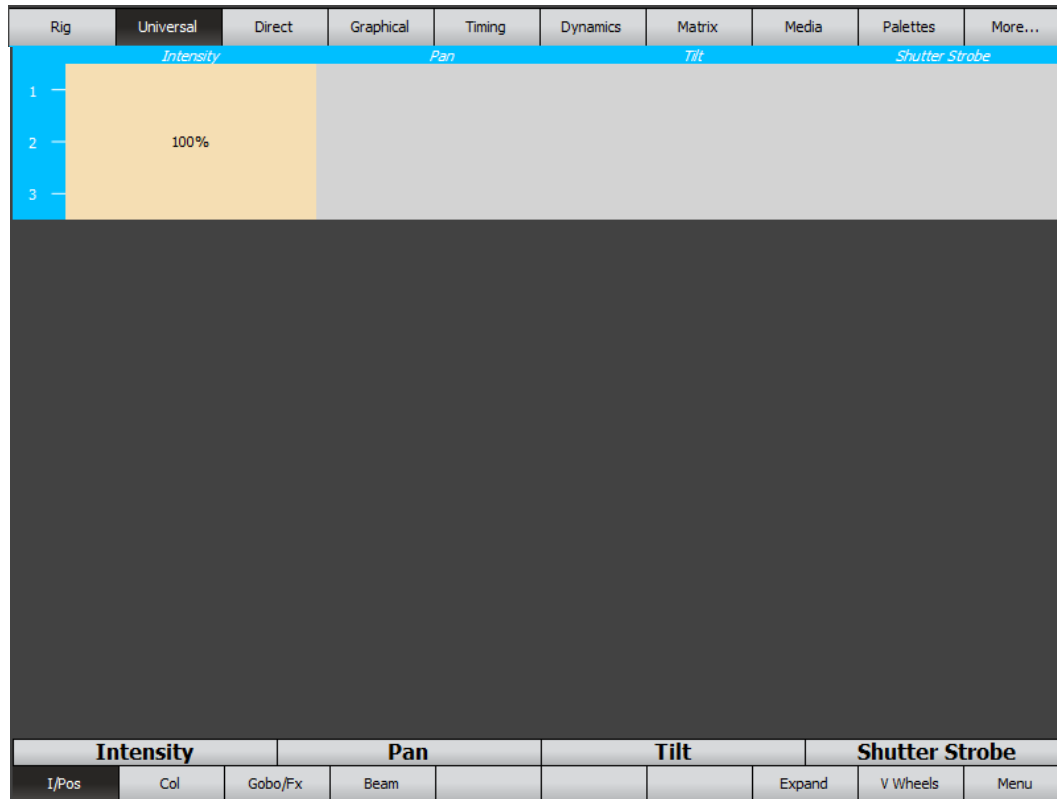 Rig Universal Direct Graphical Timing Dynamics Matrix Media Palettes More...
Intensity Pan Tilt Shutter Strobe
1
2 100%
3
Intensity Pan Tilt Shutter Strobe
I/Pos Col Gobo/Fx Beam Expand V Wheels Menu